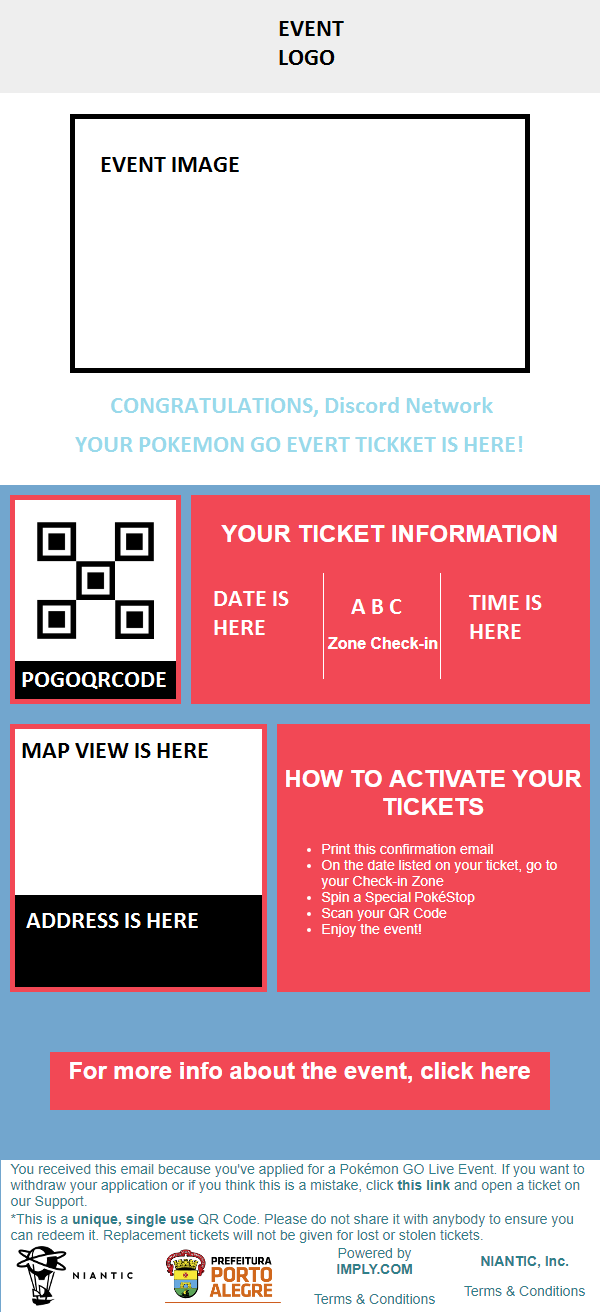 EVENT
LOGO
EVENT IMAGE
CONGRATULATIONS, Discord Network
YOUR POKEMON GO EVERT TICKKET IS HERE!
POGOQRCODE
YOUR TICKET INFORMATION
DATE IS
HERE
A B C
Zone Check-in
TIME IS
HERE
MAP VIEW IS HERE
ADDRESS IS HERE
HOW TO ACTIVATE YOUR
TICKETS
• Print this confirmation email
• On the date listed on your ticket, go to
your Check-in Zone
• Spin a Special PokéStop
• Scan your QR Code
• Enjoy the event!
For more info about the event, click here
You received this email because you've applied for a Pokémon GO Live Event. If you want to
withdraw your application or if you think this is a mistake, click this link and open a ticket on
our Support.
*This is a unique, single use QR Code. Please do not share it with anybody to ensure you
can redeem it. Replacement tickets will not be given for lost or stolen tickets.
NIANTIC
PREFEITURA
PORTO
ALEGRE
Powered by
IMPLY.COM
Terms & Conditions
NIANTIC, Inc.
Terms & Conditions